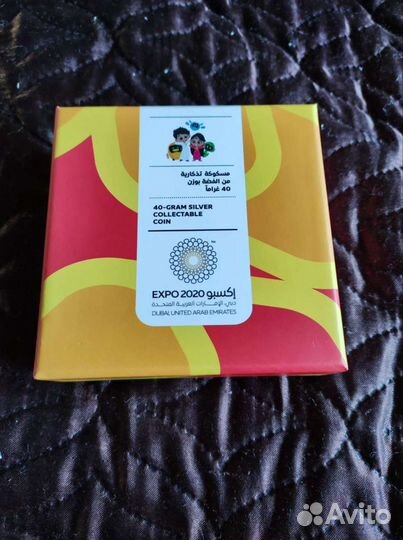 مسكوكة تذكارية
من الفضة بوزن
40 غراماً
40-GRAM SILVER
COLLECTABLE
COIN
TM
EXPO 2020 إكسبو
دبي، الإمارات العربية المتحدة
DUBAI, UNITED ARAB EMIRATES
Avito